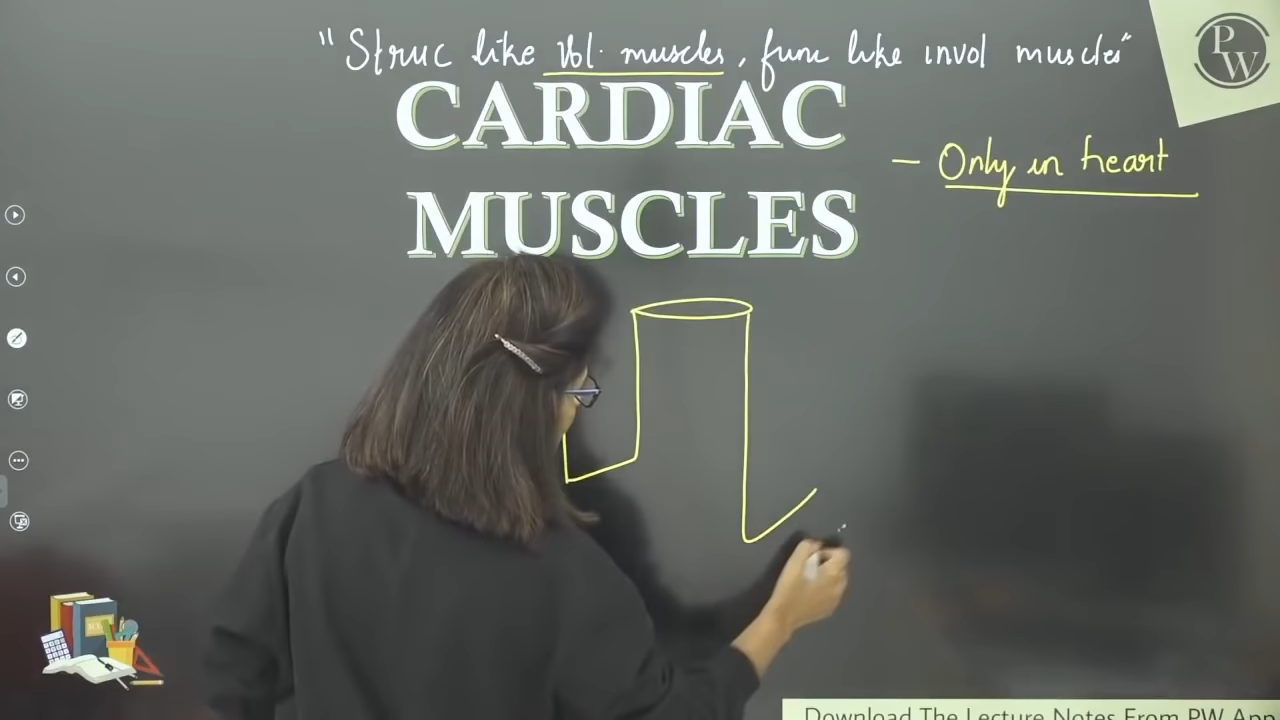 "Struc like Vol. muscles, func like invol muscles"
CARDIAC
MUSCLES
– Only in heart
PW
Download The Lecture Notes From PW App